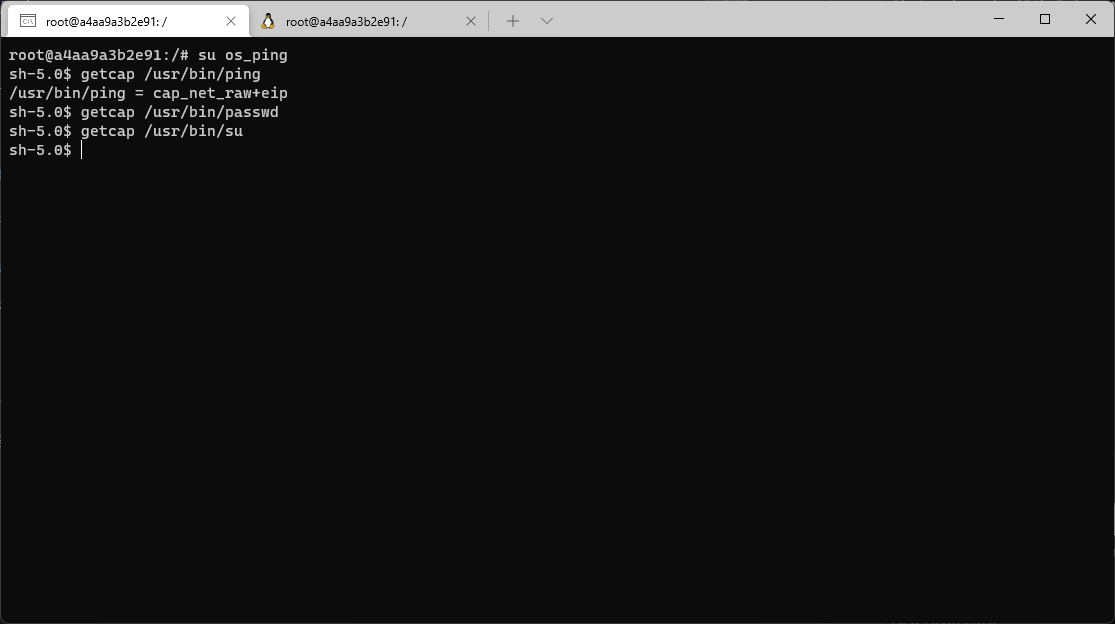 root@a4aa9a3b2e91: /
root@a4aa9a3b2e91: /
root@a4aa9a3b2e91:/# su os_ping
sh-5.0$ getcap /usr/bin/ping
/usr/bin/ping = cap_net_raw+eip
sh-5.0$ getcap /usr/bin/passwd
sh-5.0$ getcap /usr/bin/su
sh-5.0$